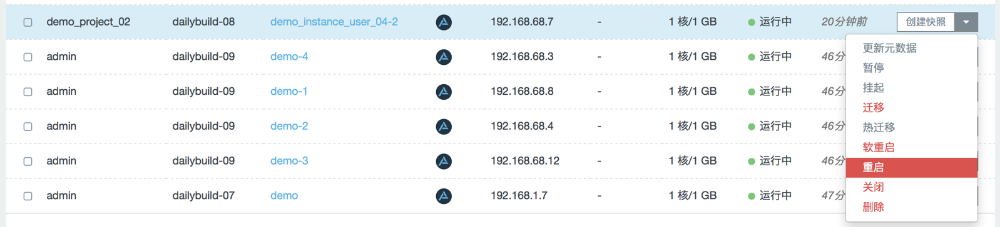 demo_project_02 dailybuild-08 demo_instance_user_04-2 192.168.68.7 - 1 核/1 GB 运行中 20分钟前 创建快照
admin dailybuild-09 demo-4 192.168.68.3 - 1 核/1 GB 运行中 46分
admin dailybuild-09 demo-1 192.168.68.8 - 1 核/1 GB 运行中 46分
admin dailybuild-09 demo-2 192.168.68.4 - 1 核/1 GB 运行中 46分
admin dailybuild-09 demo-3 192.168.68.12 - 1 核/1 GB 运行中 46分
admin dailybuild-07 demo 192.168.1.7 - 1 核/1 GB 运行中 47分
更新元数据
暂停
挂起
迁移
热迁移
软重启
重启
关闭
删除